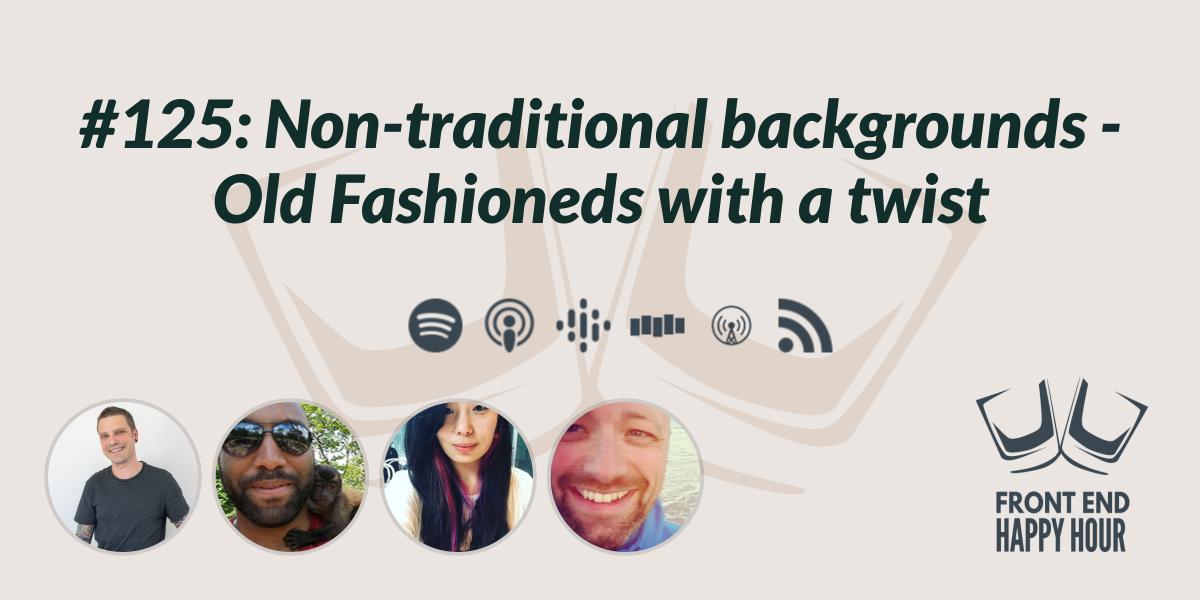 #125: Non-traditional backgrounds -
Old Fashioneds with a twist
FRONT END
HAPPY HOUR